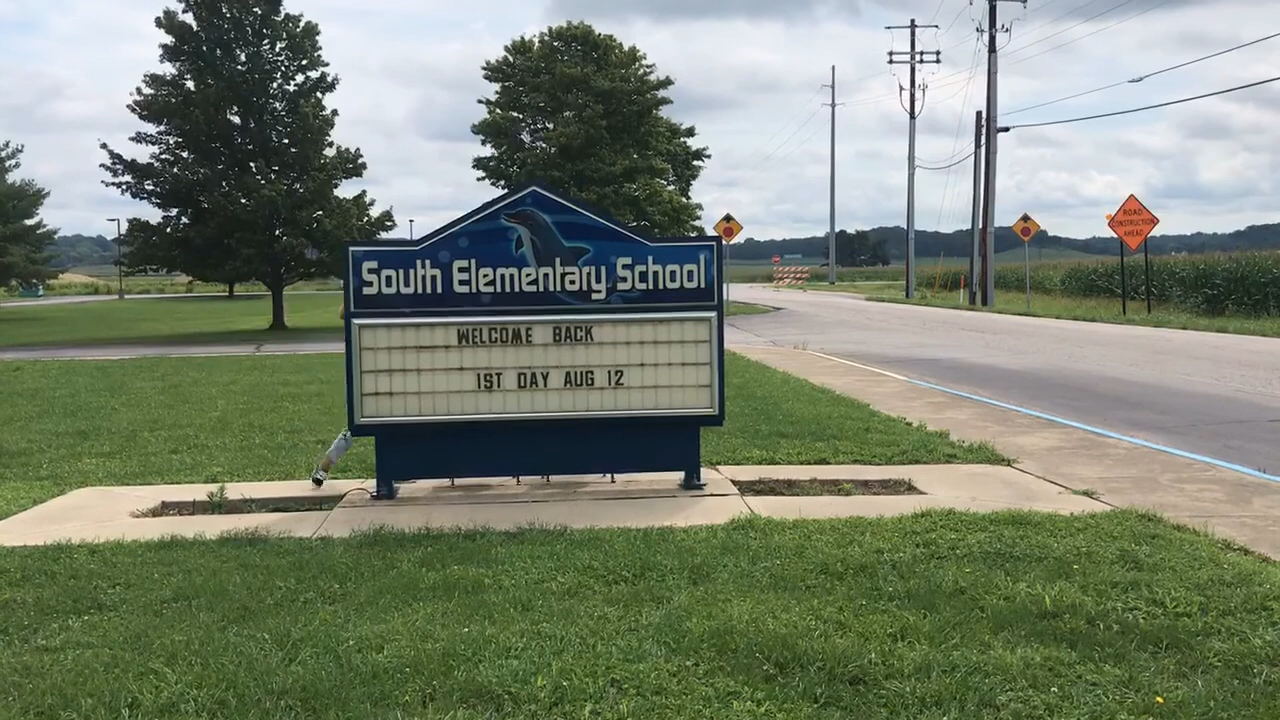 South Elementary School
WELCOME BACK
1ST DAY AUG 12
ROAD
CONSTRUCTION
AHEAD